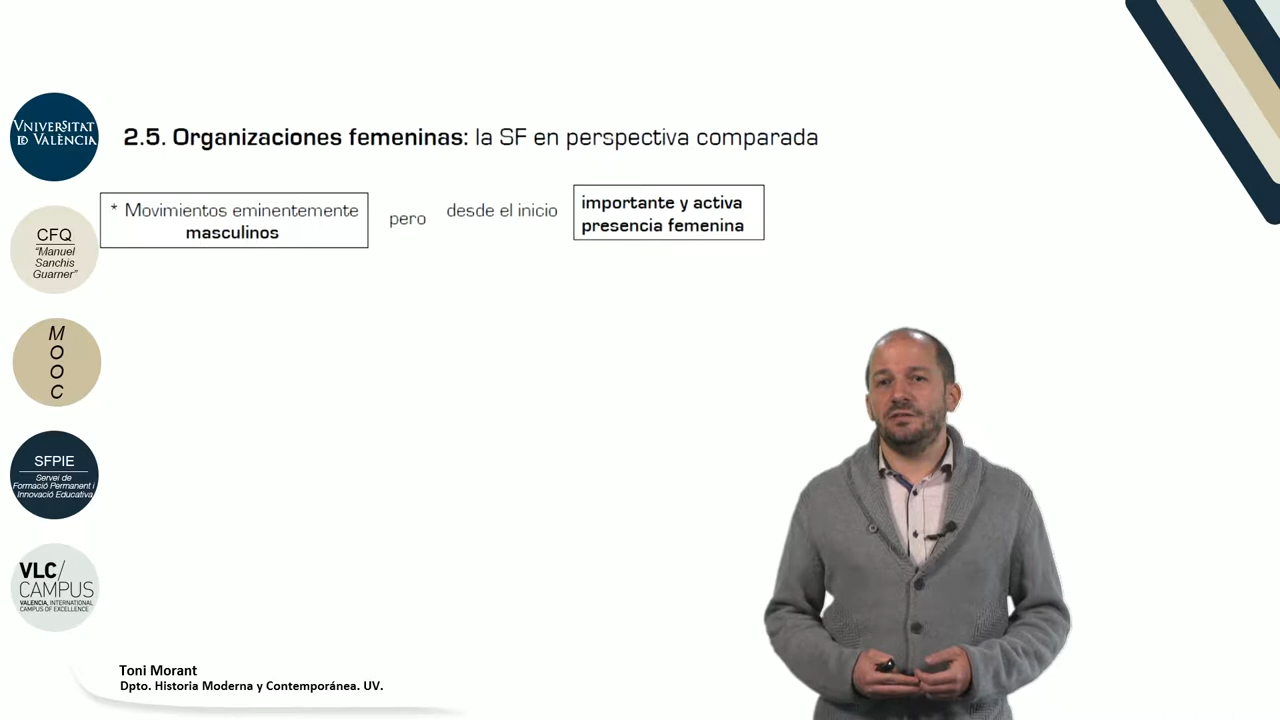 VNIVERSITAT
ID VALÈNCIA
CFQ
"Manuel
Sanchis
Guarner"
M
O
O
C
SFPIE
Servei de
Formació Permanent i
Innovació Educativa
VLC/
CAMPUS
VALENCIA, INTERNATIONAL
CAMPUS OF EXCELLENCE
2.5. Organizaciones femeninas: la SF en perspectiva comparada
* Movimientos eminentemente
masculinos
pero
desde el inicio
importante y activa
presencia femenina
Toni Morant
Dpto. Historia Moderna y Contemporánea. UV.